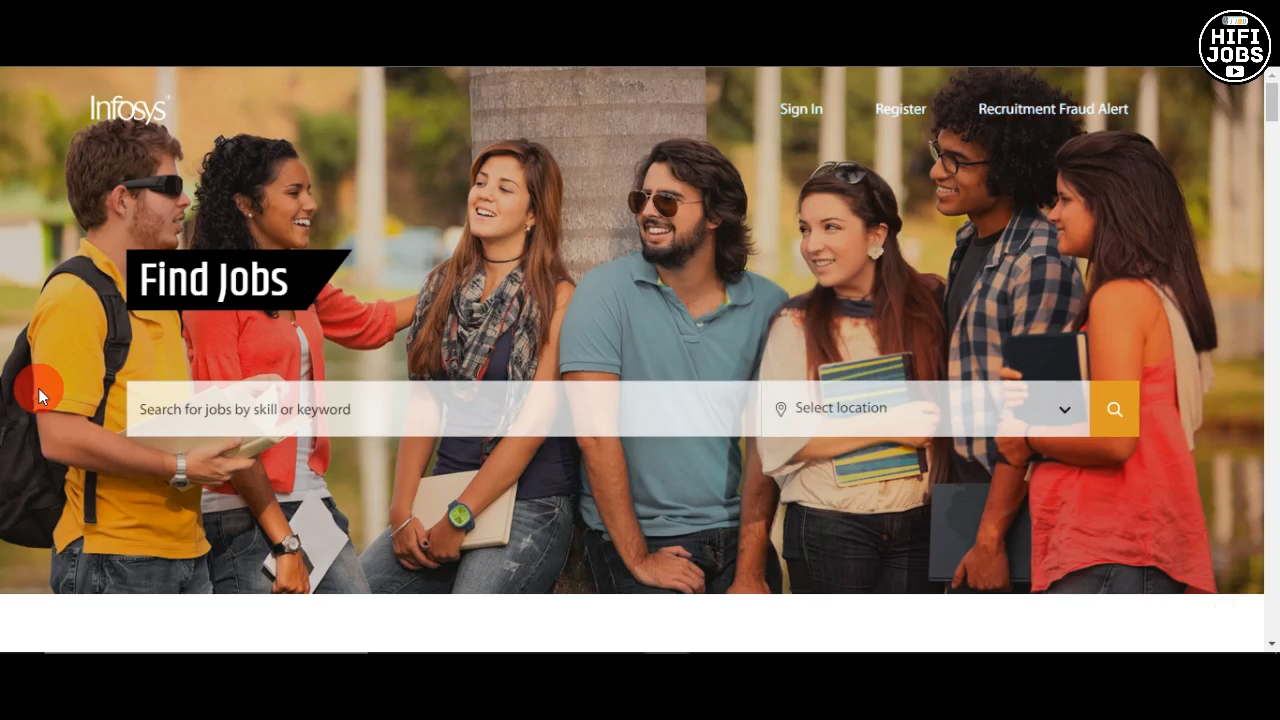 HIFI
JOBS
Infosys
Sign In
Register
Recruitment Fraud Alert
Find Jobs
Search for jobs by skill or keyword
Select location